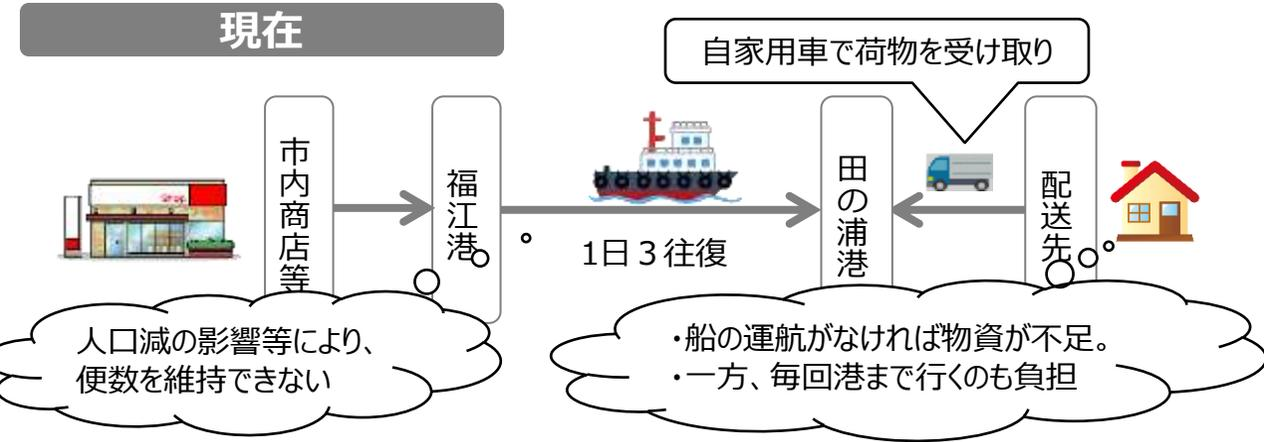 現在
自家用車で荷物を受け取り
市内商店等
福江港
田の浦港
配送先
Shop
1日３往復
人口減の影響等により、
便数を維持できない
・船の運航がなければ物資が不足。
・一方、毎回港まで行くのも負担